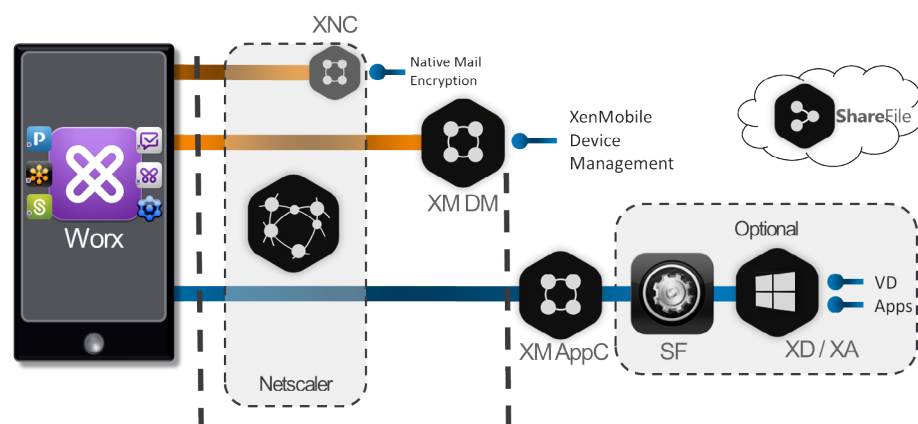 XNC
Native Mail
Encryption
XenMobile
Device
Management
ShareFile
XM DM
Worx
Optional
VD
Apps
XM AppC
SF
XD / XA
Netscaler